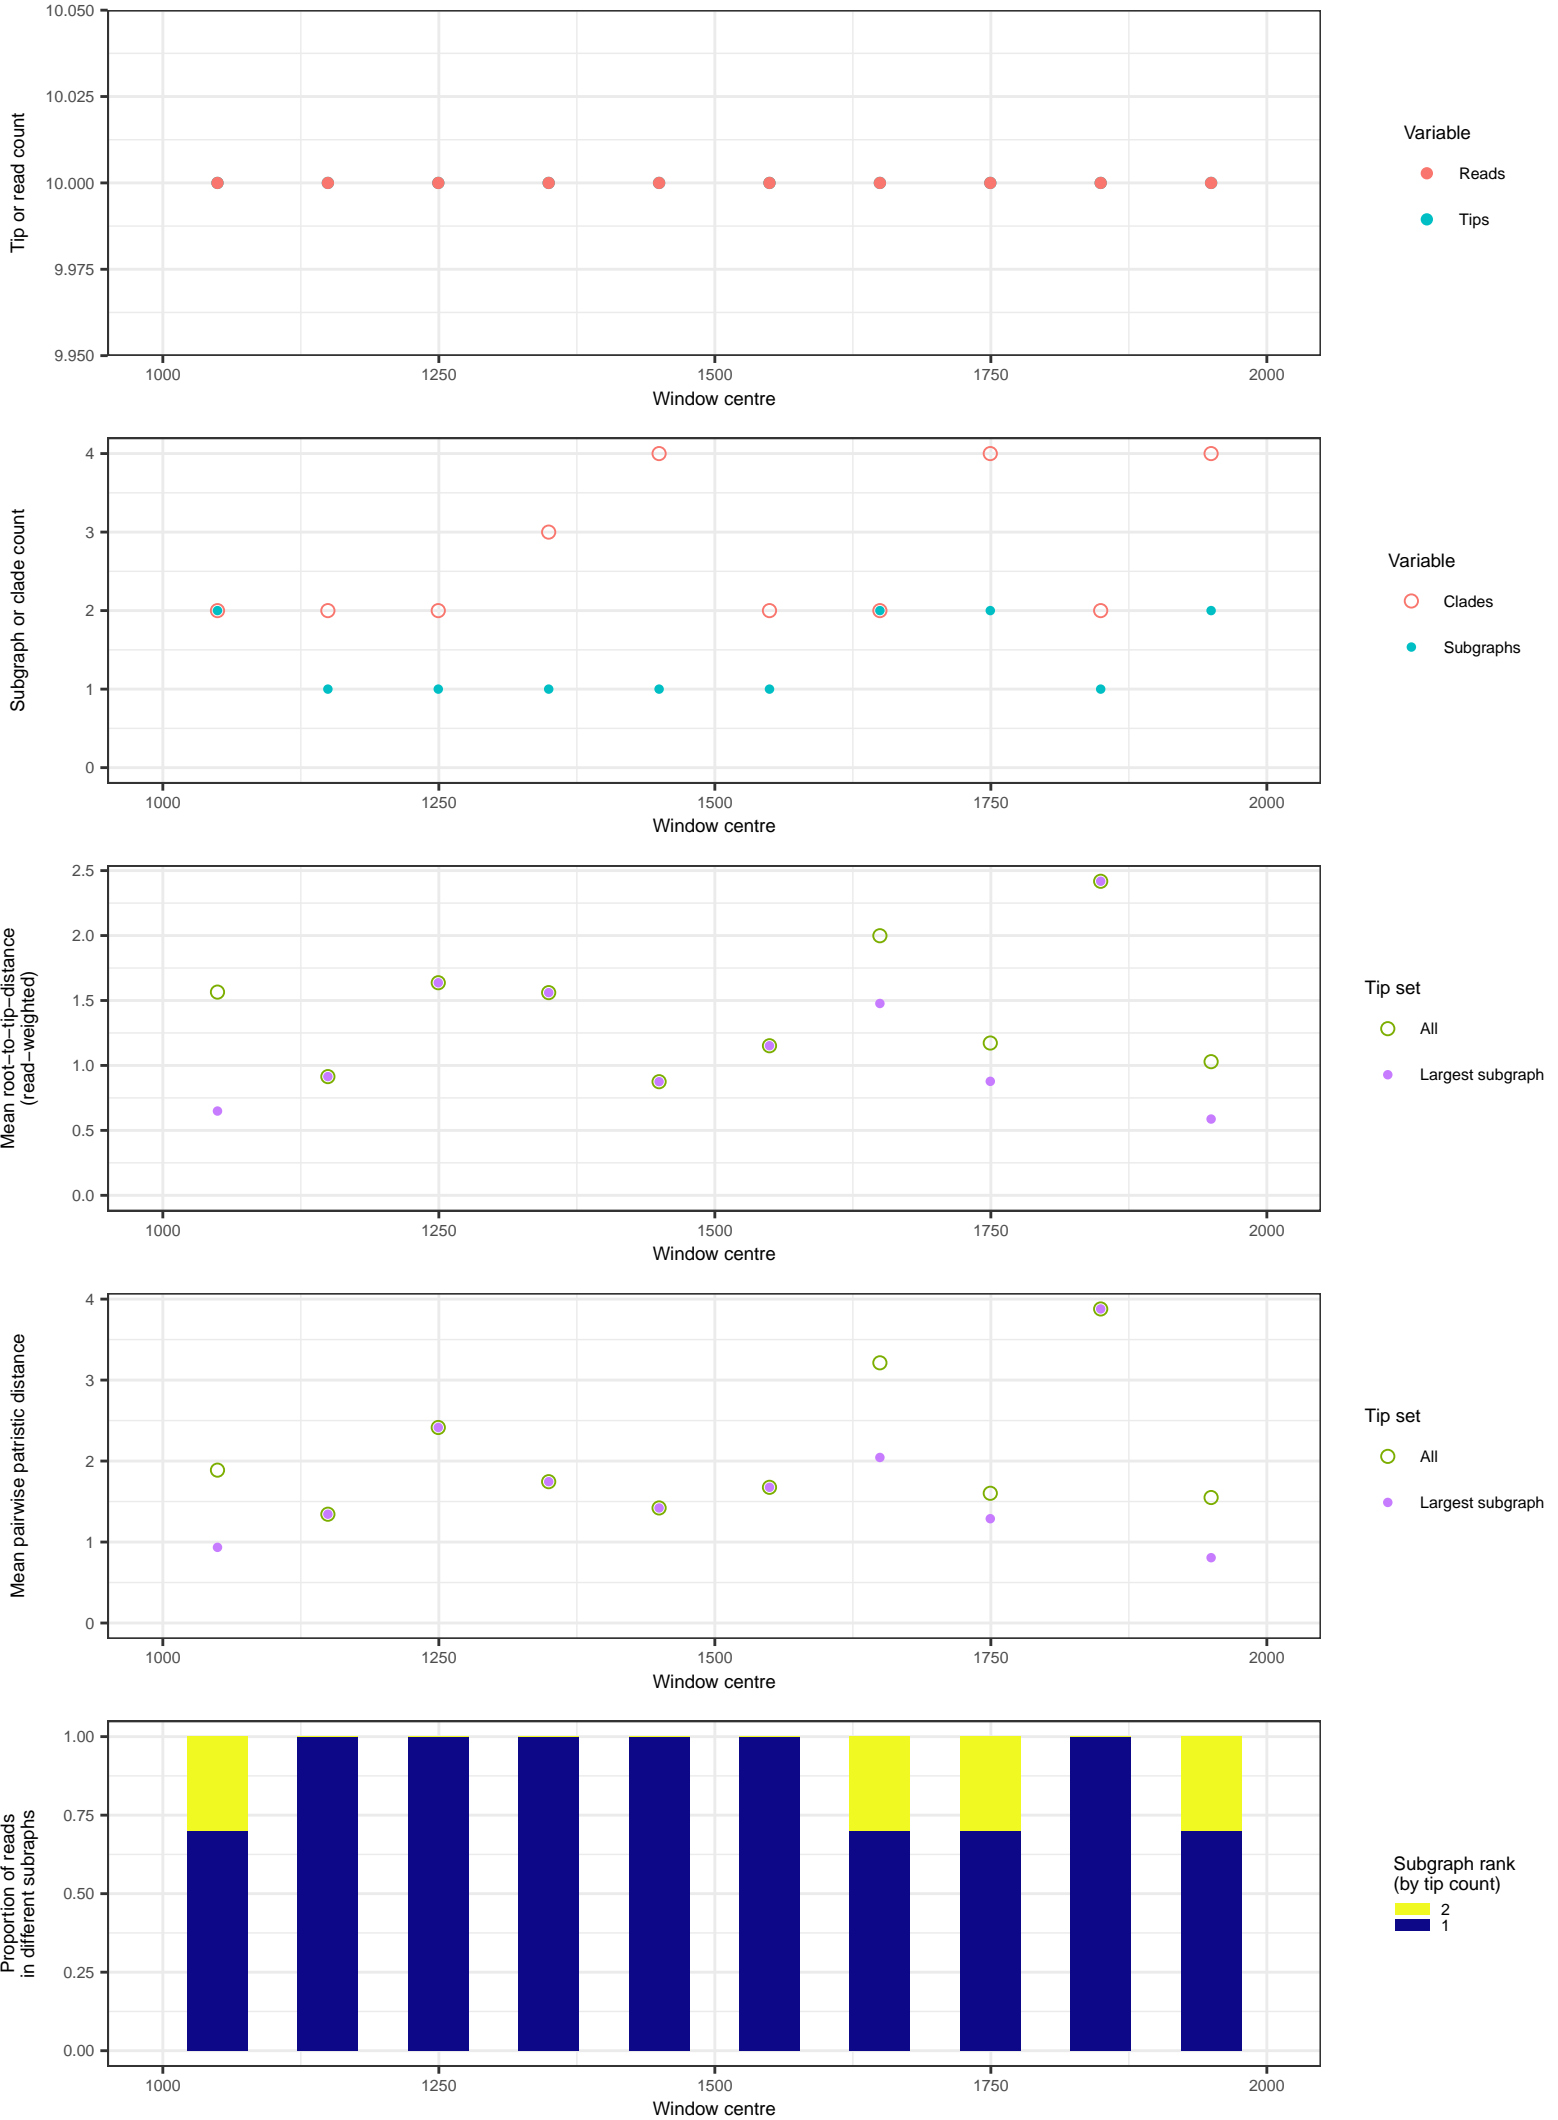 10.050
10.025
10.000
9.975
9.950
Tip or read count
1000 1250 1500 1750 2000
Window centre
Variable
Reads
Tips
4
3
2
1
0
Subgraph or clade count
1000 1250 1500 1750 2000
Window centre
Variable
Clades
Subgraphs
2.5
2.0
1.5
1.0
0.5
0.0
Mean root−to−tip−distance
(read−weighted)
1000 1250 1500 1750 2000
Window centre
Tip set
All
Largest subgraph
4
3
2
1
0
Mean pairwise patristic distance
1000 1250 1500 1750 2000
Window centre
Tip set
All
Largest subgraph
1.00
0.75
0.50
0.25
0.00
Proportion of reads
in different subraphs
1000 1250 1500 1750 2000
Window centre
Subgraph rank
(by tip count)
2
1